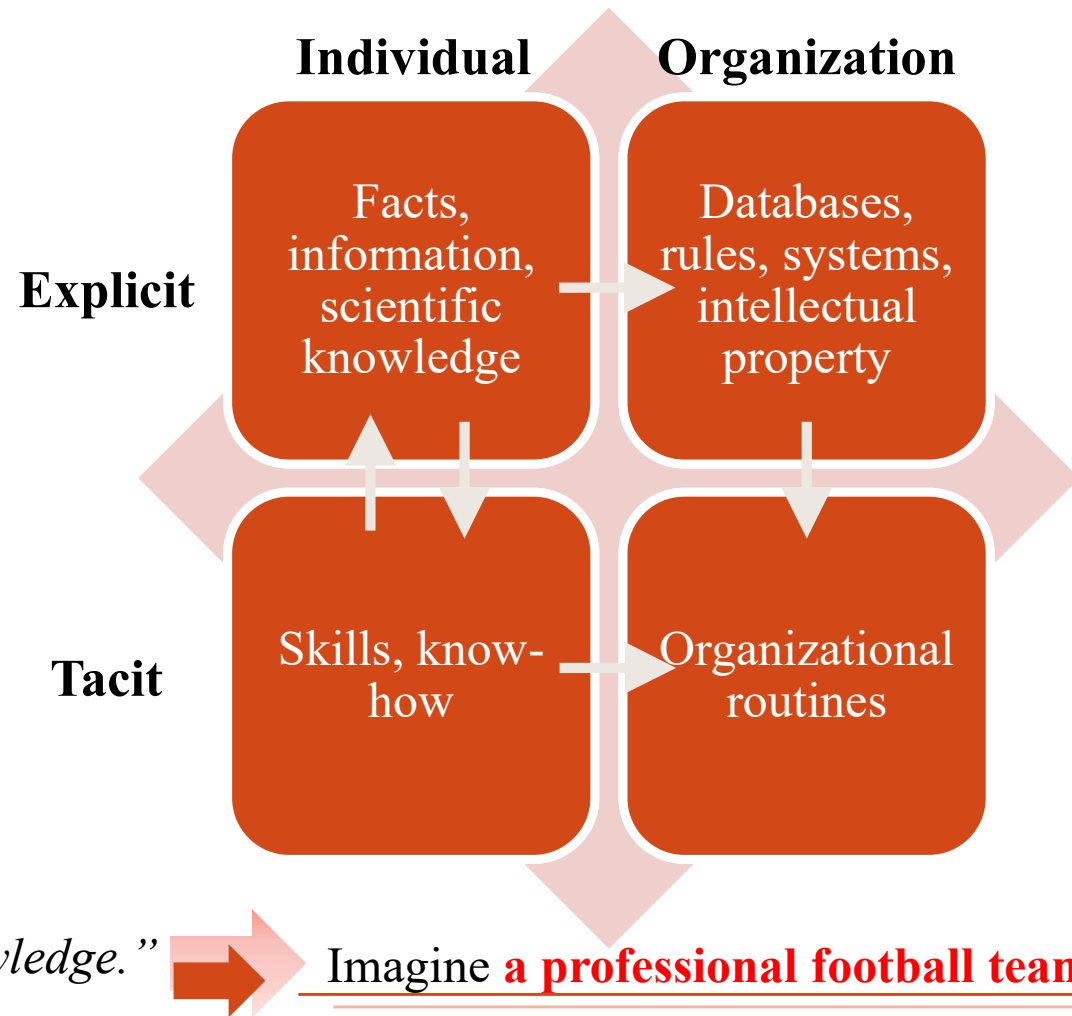 Individual
Organization
Explicit
Facts,
information,
scientific
knowledge
Databases,
rules, systems,
intellectual
property
Tacit
Skills, know-
how
Organizational
routines
wledge.”
Imagine a professional football team